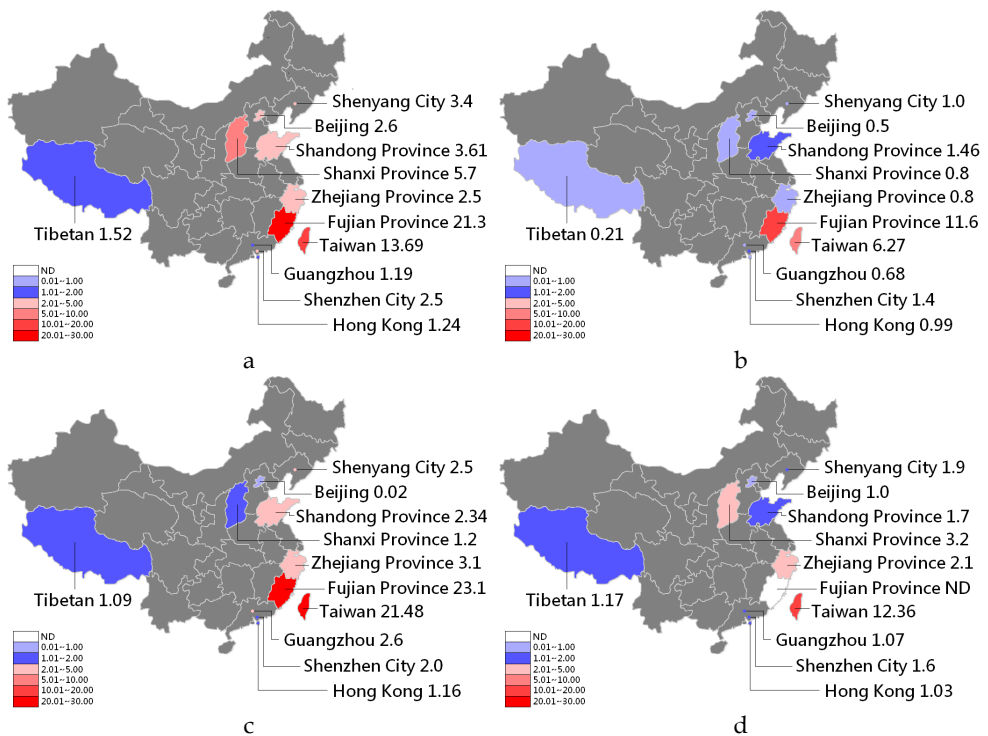 Shenyang City 3.4
Beijing 2.6
Shandong Province 3.61
Shanxi Province 5.7
Zhejiang Province 2.5
Fujian Province 21.3
Tibetan 1.52
Taiwan 13.69
Guangzhou 1.19
Shenzhen City 2.5
Hong Kong 1.24
ND
0.01~1.00
1.01~2.00
2.01~5.00
5.01~10.00
10.01~20.00
20.01~30.00
a
Shenyang City 1.0
Beijing 0.5
Shandong Province 1.46
Shanxi Province 0.8
Zhejiang Province 0.8
Fujian Province 11.6
Tibetan 0.21
Taiwan 6.27
Guangzhou 0.68
Shenzhen City 1.4
Hong Kong 0.99
ND
0.01~1.00
1.01~2.00
2.01~5.00
5.01~10.00
10.01~20.00
20.01~30.00
b
Shenyang City 2.5
Beijing 0.02
Shandong Province 2.34
Shanxi Province 1.2
Zhejiang Province 3.1
Fujian Province 23.1
Tibetan 1.09
Taiwan 21.48
Guangzhou 2.6
Shenzhen City 2.0
Hong Kong 1.16
ND
0.01~1.00
1.01~2.00
2.01~5.00
5.01~10.00
10.01~20.00
20.01~30.00
c
Shenyang City 1.9
Beijing 1.0
Shandong Province 1.7
Shanxi Province 3.2
Zhejiang Province 2.1
Fujian Province ND
Tibetan 1.17
Taiwan 12.36
Guangzhou 1.07
Shenzhen City 1.6
Hong Kong 1.03
ND
0.01~1.00
1.01~2.00
2.01~5.00
5.01~10.00
10.01~20.00
20.01~30.00
d